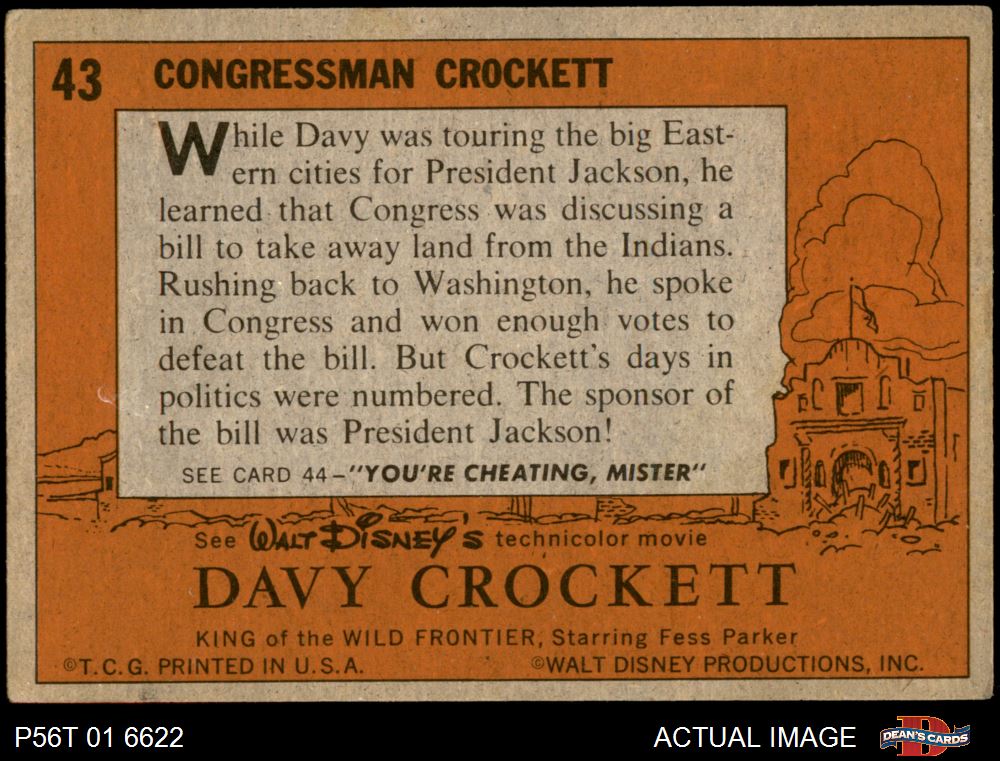 43 CONGRESSMAN CROCKETT
While Davy was touring the big East-
ern cities for President Jackson, he
learned that Congress was discussing a
bill to take away land from the Indians.
Rushing back to Washington, he spoke
in Congress and won enough votes to
defeat the bill. But Crockett's days in
politics were numbered. The sponsor of
the bill was President Jackson!
SEE CARD 44–"YOU'RE CHEATING, MISTER"
See WALT DISNEY'S technicolor movie
DAVY CROCKETT
KING of the WILD FRONTIER, Starring Fess Parker
©T.C.G. PRINTED IN U.S.A. ©WALT DISNEY PRODUCTIONS, INC.
P56T 01 6622 ACTUAL IMAGE D DEAN'S CARDS